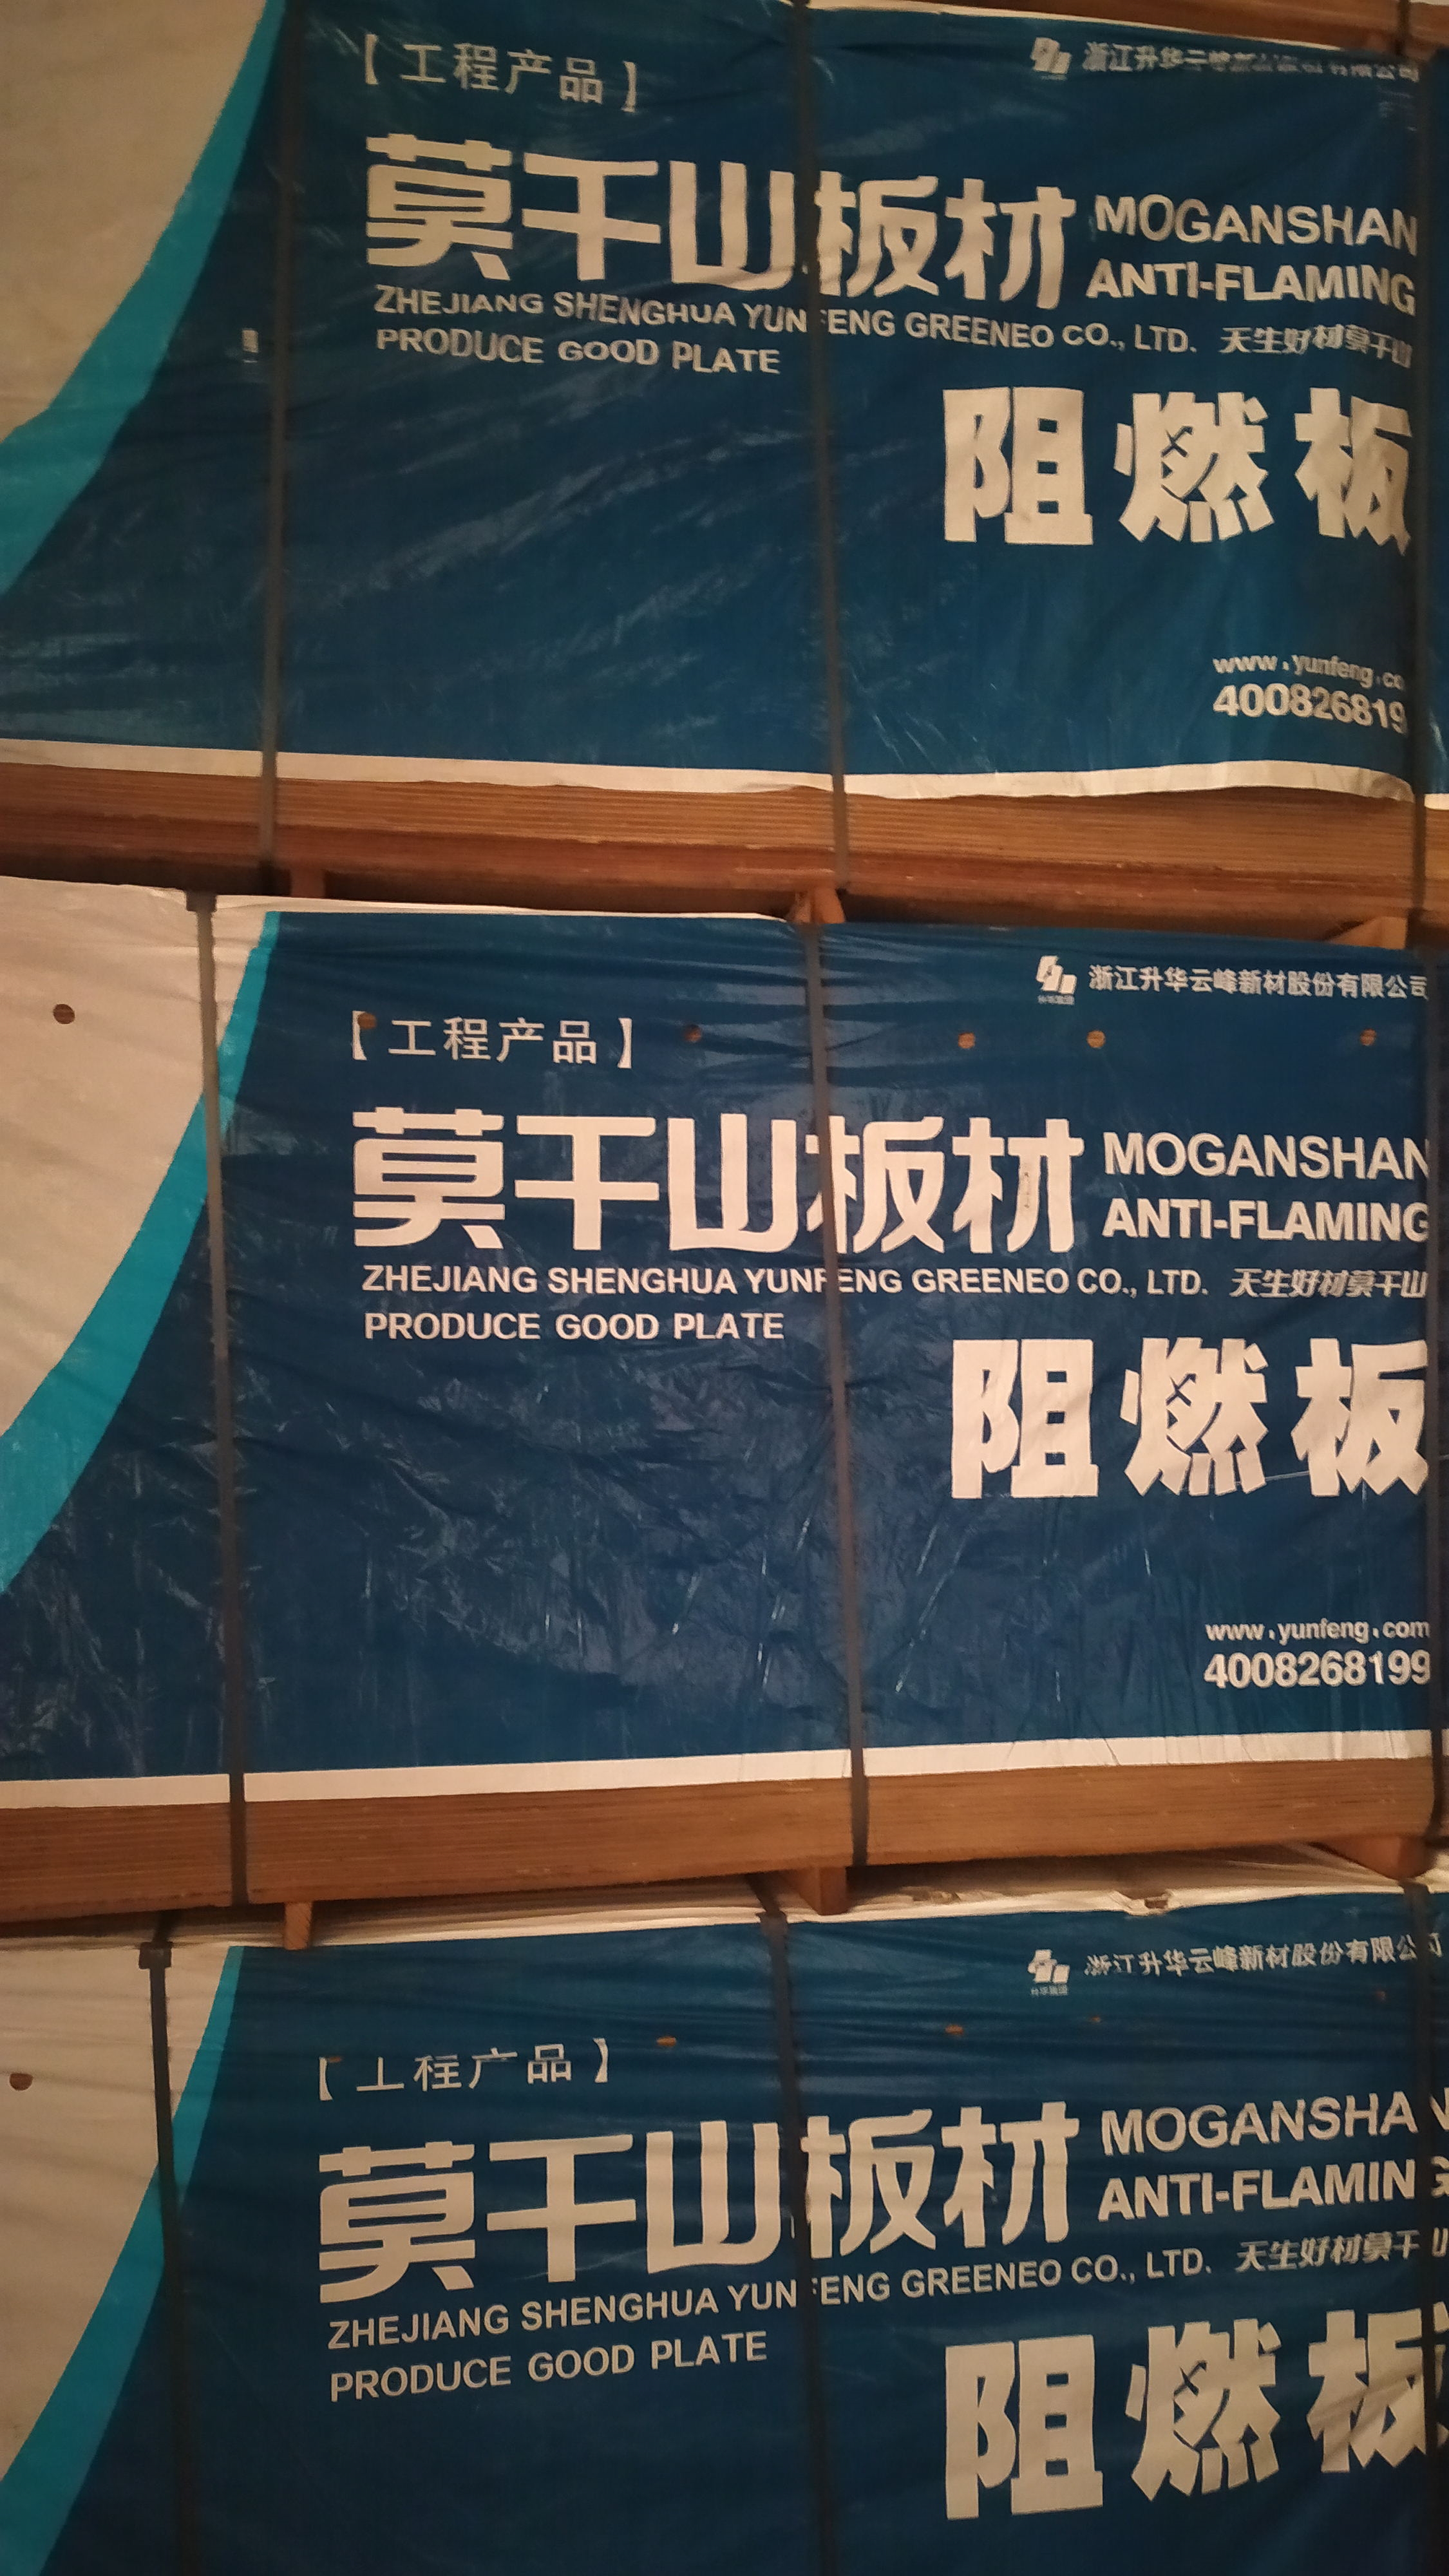 【工程产品】
浙江升华云峰新材股份有限公司
莫干山板材
MOGANSHAN
ANTI-FLAMING
ZHEJIANG SHENGHUA YUNFENG GREENEO CO., LTD. 天生好材莫干山
PRODUCE GOOD PLATE
阻燃板
www.yunfeng.co
400826819
浙江升华云峰新材股份有限公司
【工程产品】
莫干山板材
MOGANSHAN
ANTI-FLAMING
ZHEJIANG SHENGHUA YUNFENG GREENEO CO., LTD. 天生好材莫干山
PRODUCE GOOD PLATE
阻燃板
www.yunfeng.com
4008268199
浙江升华云峰新材股份有限公司
【工程产品】
莫干山板材
MOGANSHAN
ANTI-FLAMING
ZHEJIANG SHENGHUA YUNFENG GREENEO CO., LTD. 天生好材莫干山
PRODUCE GOOD PLATE
阻燃板